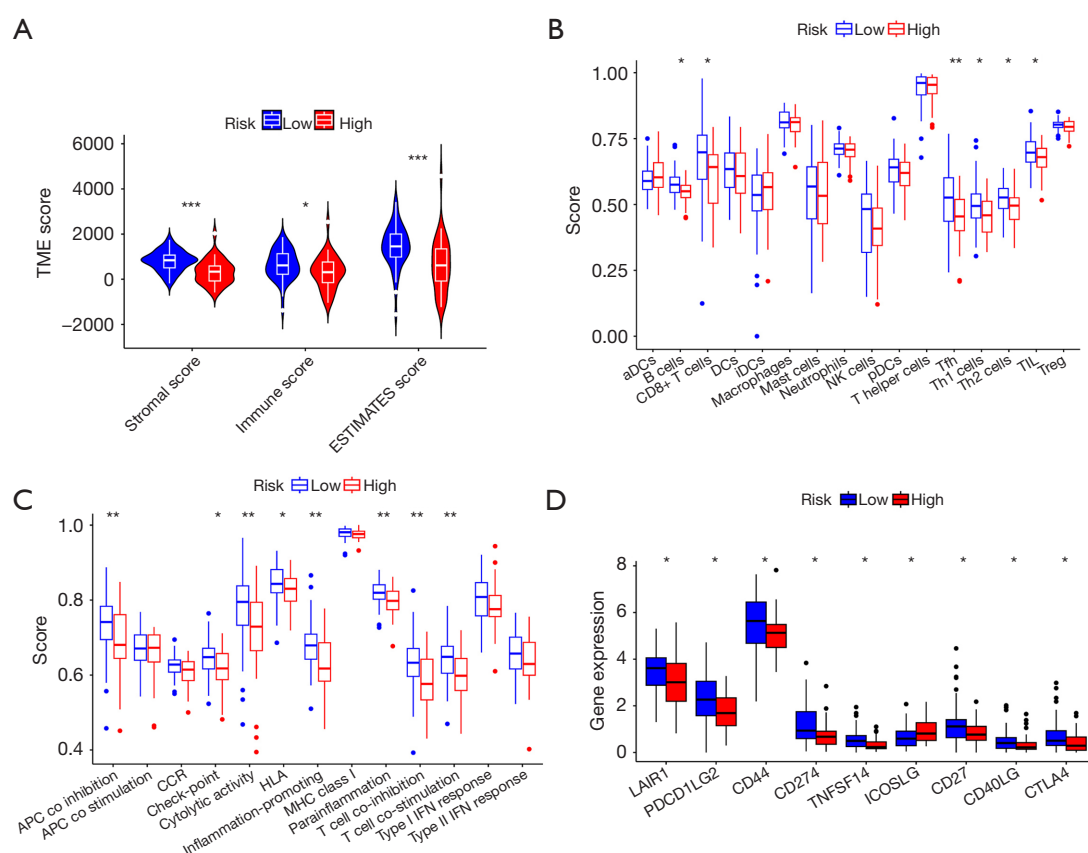 A
Risk Low High
TME score
6000
4000
2000
0
−2000
***
*
***
Stromal score
Immune score
ESTIMATES score
B
Risk Low High
Score
1.00
0.75
0.50
0.25
0.00
* * ** * * *
aDCs
B cells
CD8+ T cells
DCs
iDCs
Macrophages
Mast cells
Neutrophils
NK cells
pDCs
T helper cells
Tfh
Th1 cells
Th2 cells
TIL
Treg
C
Risk Low High
Score
1.0
0.8
0.6
0.4
** * ** * ** ** ** **
APC co inhibition
APC co stimulation
CCR
Check-point
Cytolytic activity
HLA
Inflammation-promoting
MHC class I
Parainflammation
T cell co-inhibition
T cell co-stimulation
Type I IFN response
Type II IFN response
D
Risk Low High
Gene expression
8
6
4
2
0
* * * * * * * * *
LAIR1
PDCD1LG2
CD44
CD274
TNFSF14
ICOSLG
CD27
CD40LG
CTLA4